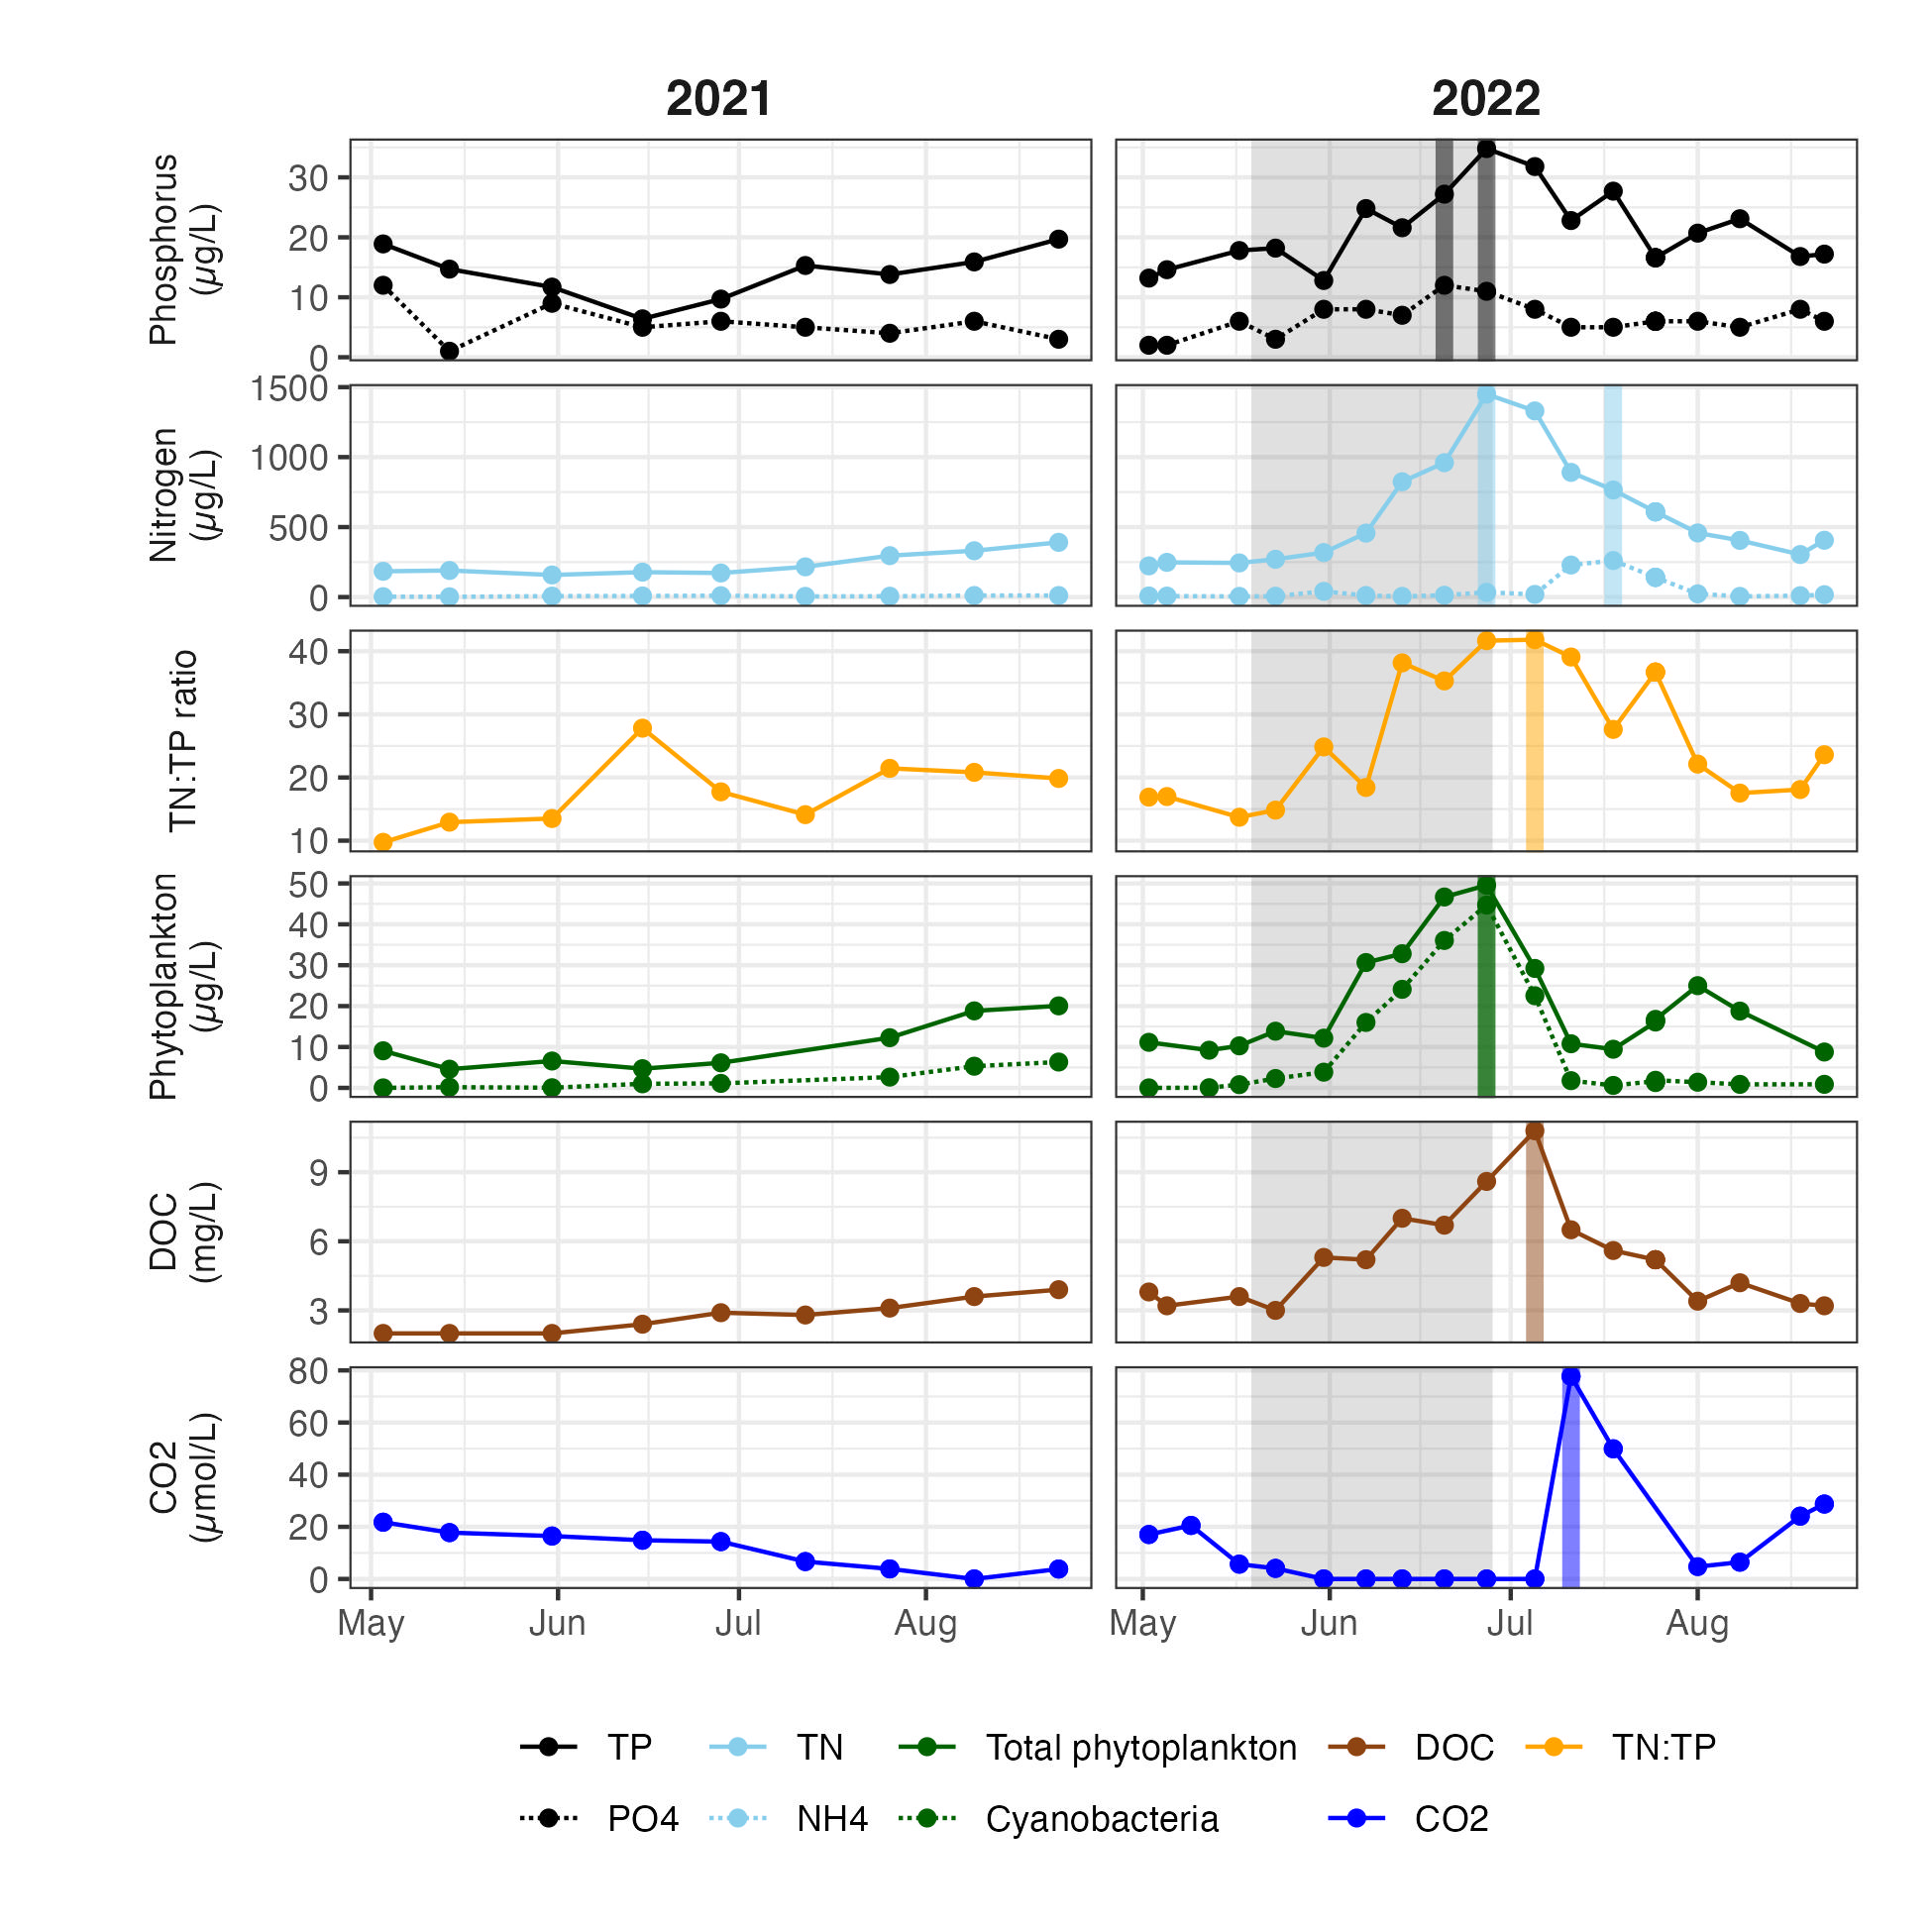 2021 2022
Phosphorus
(µg/L)
30
20
10
0
Nitrogen
(µg/L)
1500
1000
500
0
TN:TP ratio
40
30
20
10
Phytoplankton
(µg/L)
50
40
30
20
10
0
DOC
(mg/L)
9
6
3
CO2
(µmol/L)
80
60
40
20
0
May Jun Jul Aug May Jun Jul Aug
TP TN Total phytoplankton DOC TN:TP
PO4 NH4 Cyanobacteria CO2